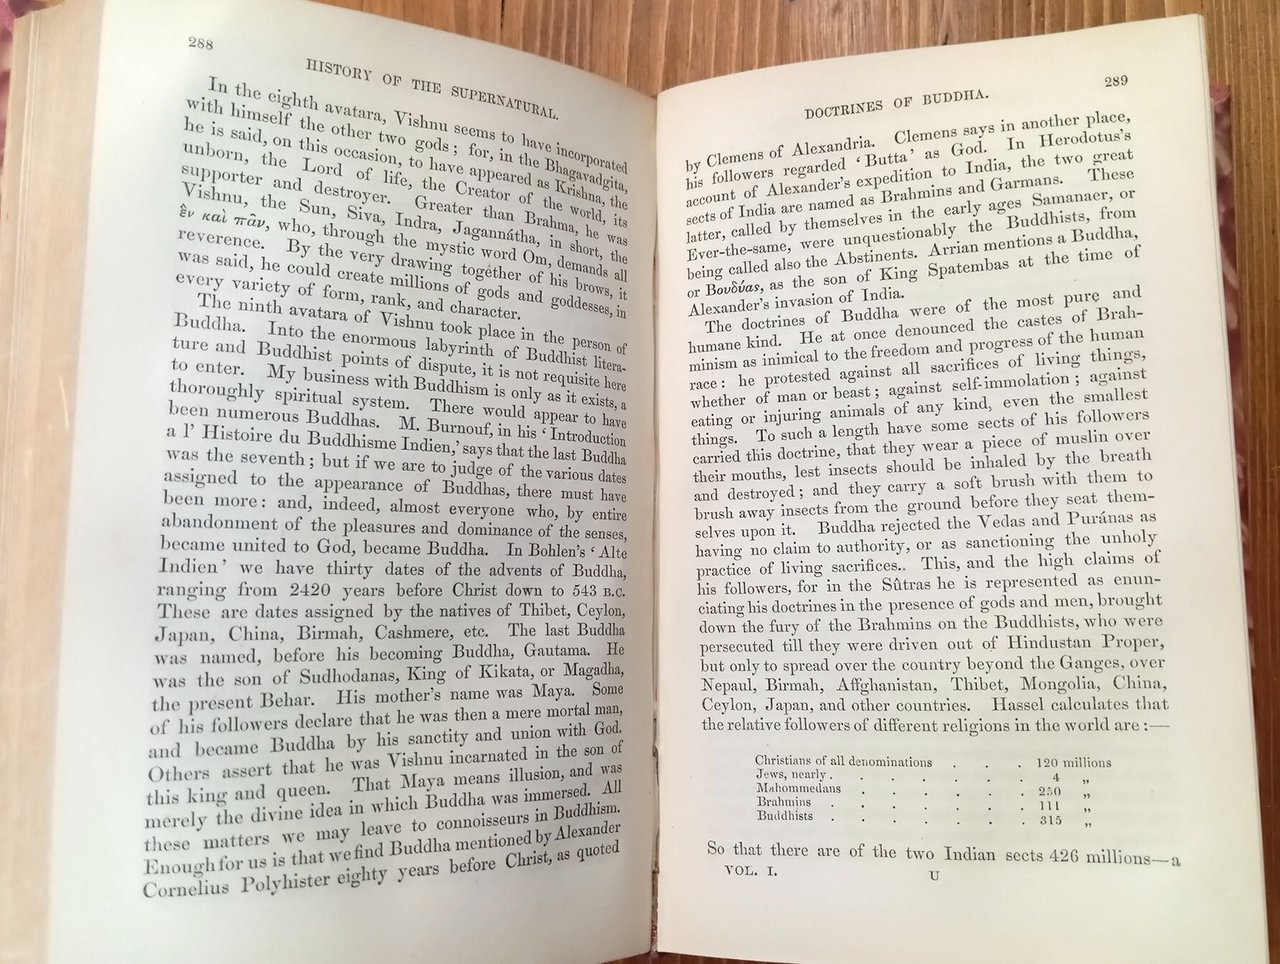 288
HISTORY OF THE SUPERNATURAL.
In the eighth avatara, Vishnu seems to have incorporated
with himself the other two gods; for, in the Bhagavadgita,
he is said, on this occasion, to have appeared as Krishna, the
unborn, the Lord of life, the Creator of the world, its
supporter and destroyer. Greater than Brahma, he was
Vishnu, the Sun, Siva, Indra, Jagannátha, in short, the
ἓν καὶ πᾶν, who, through the mystic word Om, demands all
reverence. By the very drawing together of his brows, it
was said, he could create millions of gods and goddesses, in
every variety of form, rank, and character.
The ninth avatara of Vishnu took place in the person of
Buddha. Into the enormous labyrinth of Buddhist litera-
ture and Buddhist points of dispute, it is not requisite here
to enter. My business with Buddhism is only as it exists, a
thoroughly spiritual system. There would appear to have
been numerous Buddhas. M. Burnouf, in his ‘Introduction
a l’ Histoire du Buddhisme Indien,’ says that the last Buddha
was the seventh; but if we are to judge of the various dates
assigned to the appearance of Buddhas, there must have
been more: and, indeed, almost everyone who, by entire
abandonment of the pleasures and dominance of the senses,
became united to God, became Buddha. In Bohlen’s ‘Alte
Indien’ we have thirty dates of the advents of Buddha,
ranging from 2420 years before Christ down to 543 B.C.
These are dates assigned by the natives of Thibet, Ceylon,
Japan, China, Birmah, Cashmere, etc. The last Buddha
was named, before his becoming Buddha, Gautama. He
was the son of Sudhodanas, King of Kikata, or Magadha,
the present Behar. His mother’s name was Maya. Some
of his followers declare that he was then a mere mortal man,
and became Buddha by his sanctity and union with God.
Others assert that he was Vishnu incarnated in the son of
this king and queen. That Maya means illusion, and was
merely the divine idea in which Buddha was immersed. All
these matters we may leave to connoisseurs in Buddhism.
Enough for us is that we find Buddha mentioned by Alexander
Cornelius Polyhister eighty years before Christ, as quoted
DOCTRINES OF BUDDHA.
289
by Clemens of Alexandria. Clemens says in another place,
his followers regarded ‘Butta’ as God. In Herodotus’s
account of Alexander’s expedition to India, the two great
sects of India are named as Brahmins and Garmans. These
latter, called by themselves in the early ages Samanaer, or
Ever-the-same, were unquestionably the Buddhists, from
being called also the Abstinents. Arrian mentions a Buddha,
or Βουδύας, as the son of King Spatembas at the time of
Alexander’s invasion of India.
The doctrines of Buddha were of the most pure and
humane kind. He at once denounced the castes of Brah-
minism as inimical to the freedom and progress of the human
race: he protested against all sacrifices of living things,
whether of man or beast; against self-immolation; against
eating or injuring animals of any kind, even the smallest
things. To such a length have some sects of his followers
carried this doctrine, that they wear a piece of muslin over
their mouths, lest insects should be inhaled by the breath
and destroyed; and they carry a soft brush with them to
brush away insects from the ground before they seat them-
selves upon it. Buddha rejected the Vedas and Puránas as
having no claim to authority, or as sanctioning the unholy
practice of living sacrifices.. This, and the high claims of
his followers, for in the Sûtras he is represented as enun-
ciating his doctrines in the presence of gods and men, brought
down the fury of the Brahmins on the Buddhists, who were
persecuted till they were driven out of Hindustan Proper,
but only to spread over the country beyond the Ganges, over
Nepaul, Birmah, Affghanistan, Thibet, Mongolia, China,
Ceylon, Japan, and other countries. Hassel calculates that
the relative followers of different religions in the world are:—
Christians of all denominations . . . 120 millions
Jews, nearly . . . . . . . 4 „
Mahommedans . . . . . . 250 „
Brahmins . . . . . . . 111 „
Buddhists . . . . . . . 315 „
So that there are of the two Indian sects 426 millions—a
VOL. I.
U